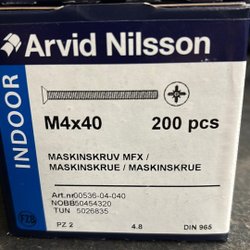 Arvid Nilsson
INDOOR
M4x40 200 pcs
MASKINSKRUV MFX /
MASKINSKRUE / MASKINSKRUE
Art.nr00536-04-040
NOBB50454320
TUN 5026835
PZ 2 4.8 DIN 965
FZB